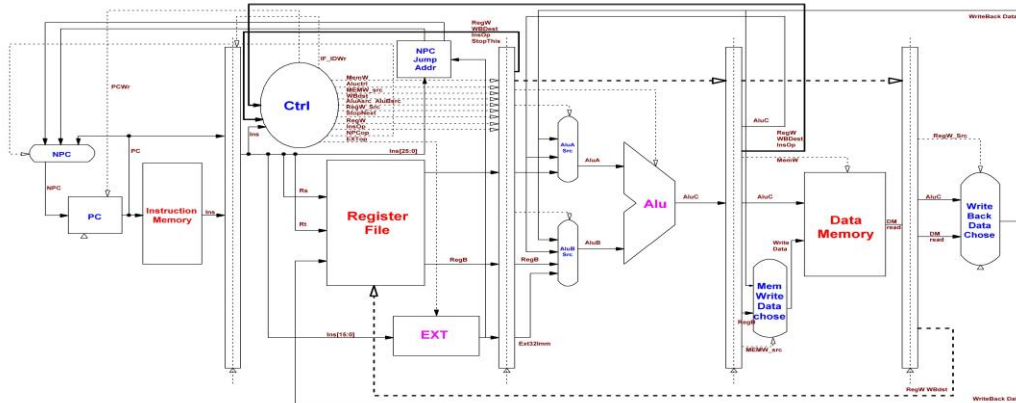 WriteBack Data
RegW
WBDest
InsOp
StopThis
IF_IDWr
NPC
Jump
Addr
PCWr
Ctrl
MemW
Aluctrl
MEMW_src
WBdst
AluAsrc AluBsrc
RegW_Src
StopNext
RegW
InsOp
NPCop
EXTop
Ins
Ins[25:0]
NPC
PC
NPC
PC
Instruction
Memory
Ins
Rs
Rt
Register
File
RegB
RegB
EXT
Ins[15:0]
Ext32Imm
AluA
Src
AluA
AluB
Src
AluB
Alu
AluC
AluC
RegW
WBDest
InsOp
MemW
AluC
Data
Memory
Write
Data
Mem
Write
Data
chose
RegB
MEMW_src
DM
read
RegW_Src
AluC
DM
read
Write
Back
Data
Chose
RegW WBdst
WriteBack Data